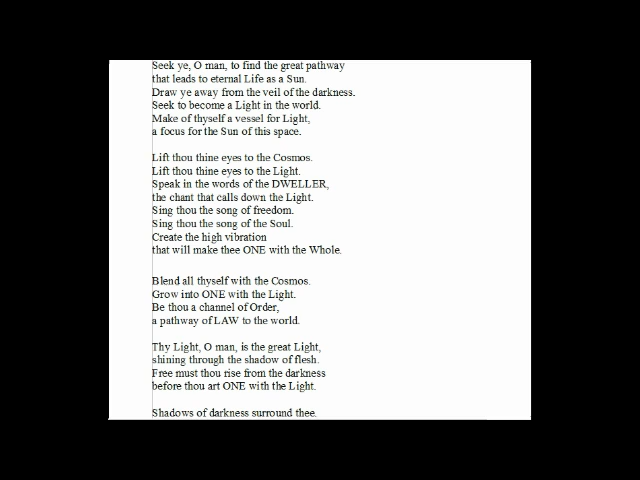 Seek ye, O man, to find the great pathway
that leads to eternal Life as a Sun.
Draw ye away from the veil of the darkness.
Seek to become a Light in the world.
Make of thyself a vessel for Light,
a focus for the Sun of this space.
Lift thou thine eyes to the Cosmos.
Lift thou thine eyes to the Light.
Speak in the words of the DWELLER,
the chant that calls down the Light.
Sing thou the song of freedom.
Sing thou the song of the Soul.
Create the high vibration
that will make thee ONE with the Whole.
Blend all thyself with the Cosmos.
Grow into ONE with the Light.
Be thou a channel of Order,
a pathway of LAW to the world.
Thy Light, O man, is the great Light,
shining through the shadow of flesh.
Free must thou rise from the darkness
before thou art ONE with the Light.
Shadows of darkness surround thee.